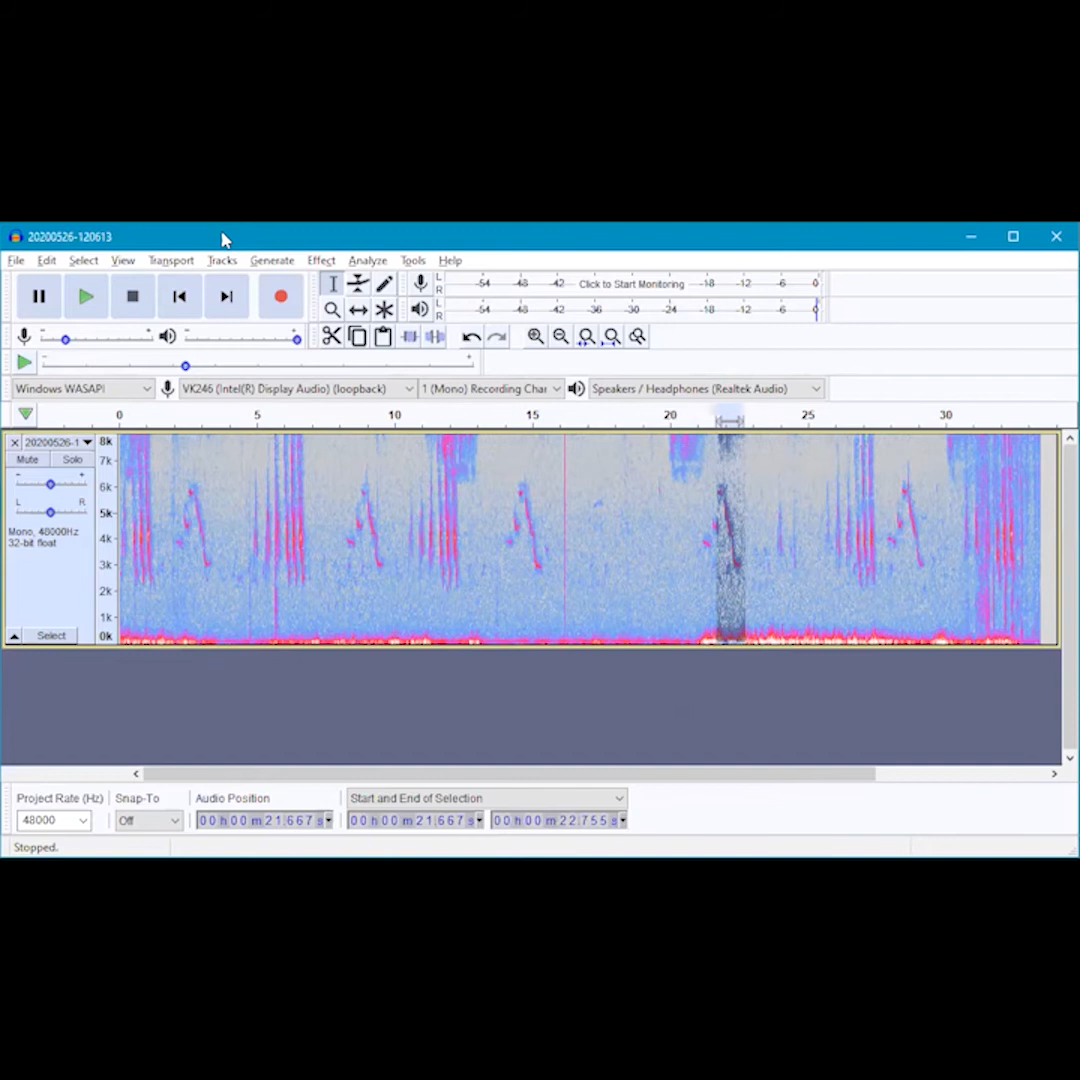 20200526-120613
File Edit Select View Transport Tracks Generate Effect Analyze Tools Help
L
R
-54 -48 -42 Click to Start Monitoring -18 -12 -6 0
L
R
-54 -48 -42 -36 -30 -24 -18 -12 -6 0
Windows WASAPI VK246 (Intel(R) Display Audio) (loopback) 1 (Mono) Recording Char Speakers / Headphones (Realtek Audio)
0 5 10 15 20 25 30
20200526-1
Mute Solo
- +
L R
Mono, 48000Hz
32-bit float
Select
8k
7k
6k
5k
4k
3k
2k
1k
0k
Project Rate (Hz) Snap-To Audio Position Start and End of Selection
48000 Off 00 h 00 m 21.667 s 00 h 00 m 21.667 s 00 h 00 m 22.755 s
Stopped.